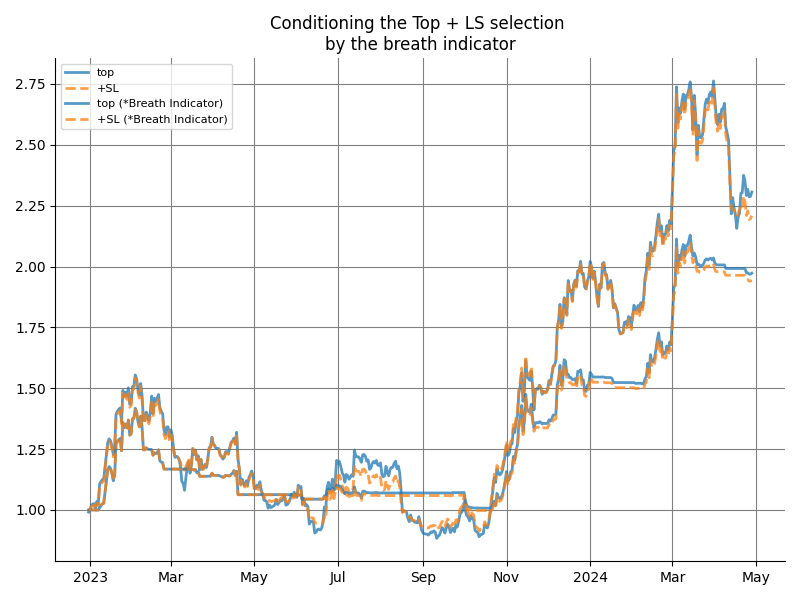 Conditioning the Top + LS selection
by the breath indicator
top
+SL
top (*Breath Indicator)
+SL (*Breath Indicator)
2.75
2.50
2.25
2.00
1.75
1.50
1.25
1.00
2023 Mar May Jul Sep Nov 2024 Mar May